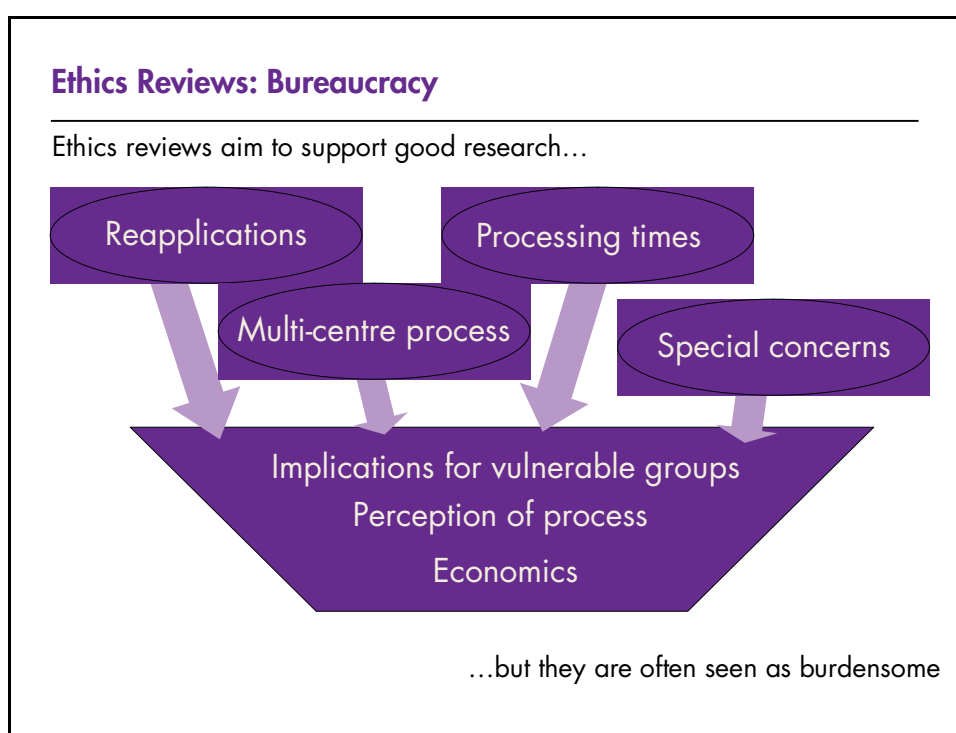 Ethics Reviews: Bureaucracy
Ethics reviews aim to support good research…
Reapplications
Processing times
Multi-centre process
Special concerns
Implications for vulnerable groups
Perception of process
Economics
…but they are often seen as burdensome